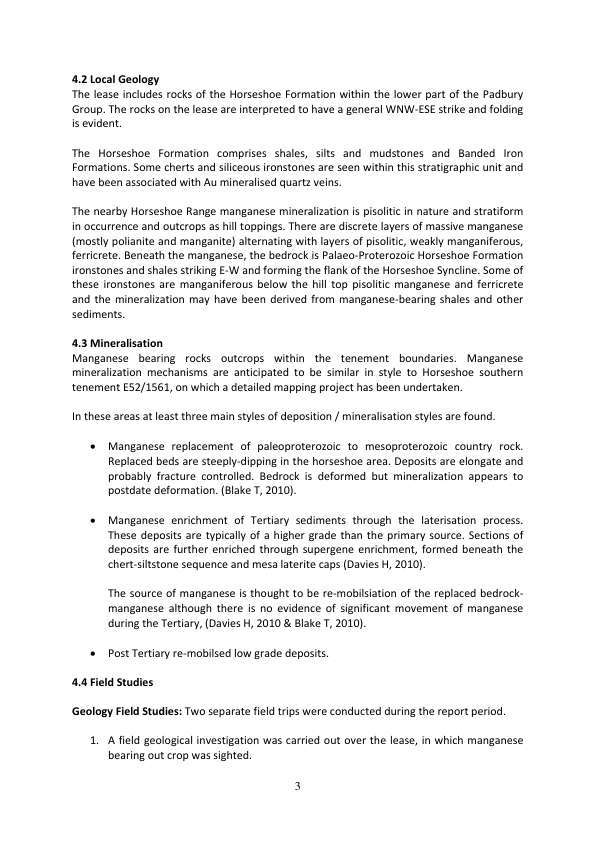 4.2 Local Geology
The lease includes rocks of the Horseshoe Formation within the lower part of the Padbury
Group. The rocks on the lease are interpreted to have a general WNW-ESE strike and folding
is evident.
The Horseshoe Formation comprises shales, silts and mudstones and Banded Iron
Formations. Some cherts and siliceous ironstones are seen within this stratigraphic unit and
have been associated with Au mineralised quartz veins.
The nearby Horseshoe Range manganese mineralization is pisolitic in nature and stratiform
in occurrence and outcrops as hill toppings. There are discrete layers of massive manganese
(mostly polianite and manganite) alternating with layers of pisolitic, weakly manganiferous,
ferricrete. Beneath the manganese, the bedrock is Palaeo-Proterozoic Horseshoe Formation
ironstones and shales striking E-W and forming the flank of the Horseshoe Syncline. Some of
these ironstones are manganiferous below the hill top pisolitic manganese and ferricrete
and the mineralization may have been derived from manganese-bearing shales and other
sediments.
4.3 Mineralisation
Manganese bearing rocks outcrops within the tenement boundaries. Manganese
mineralization mechanisms are anticipated to be similar in style to Horseshoe southern
tenement E52/1561, on which a detailed mapping project has been undertaken.
In these areas at least three main styles of deposition / mineralisation styles are found.
• Manganese replacement of paleoproterozoic to mesoproterozoic country rock.
Replaced beds are steeply-dipping in the horseshoe area. Deposits are elongate and
probably fracture controlled. Bedrock is deformed but mineralization appears to
postdate deformation. (Blake T, 2010).
• Manganese enrichment of Tertiary sediments through the laterisation process.
These deposits are typically of a higher grade than the primary source. Sections of
deposits are further enriched through supergene enrichment, formed beneath the
chert-siltstone sequence and mesa laterite caps (Davies H, 2010).
The source of manganese is thought to be re-mobilsiation of the replaced bedrock-
manganese although there is no evidence of significant movement of manganese
during the Tertiary, (Davies H, 2010 & Blake T, 2010).
• Post Tertiary re-mobilsed low grade deposits.
4.4 Field Studies
Geology Field Studies: Two separate field trips were conducted during the report period.
1. A field geological investigation was carried out over the lease, in which manganese
bearing out crop was sighted.
3